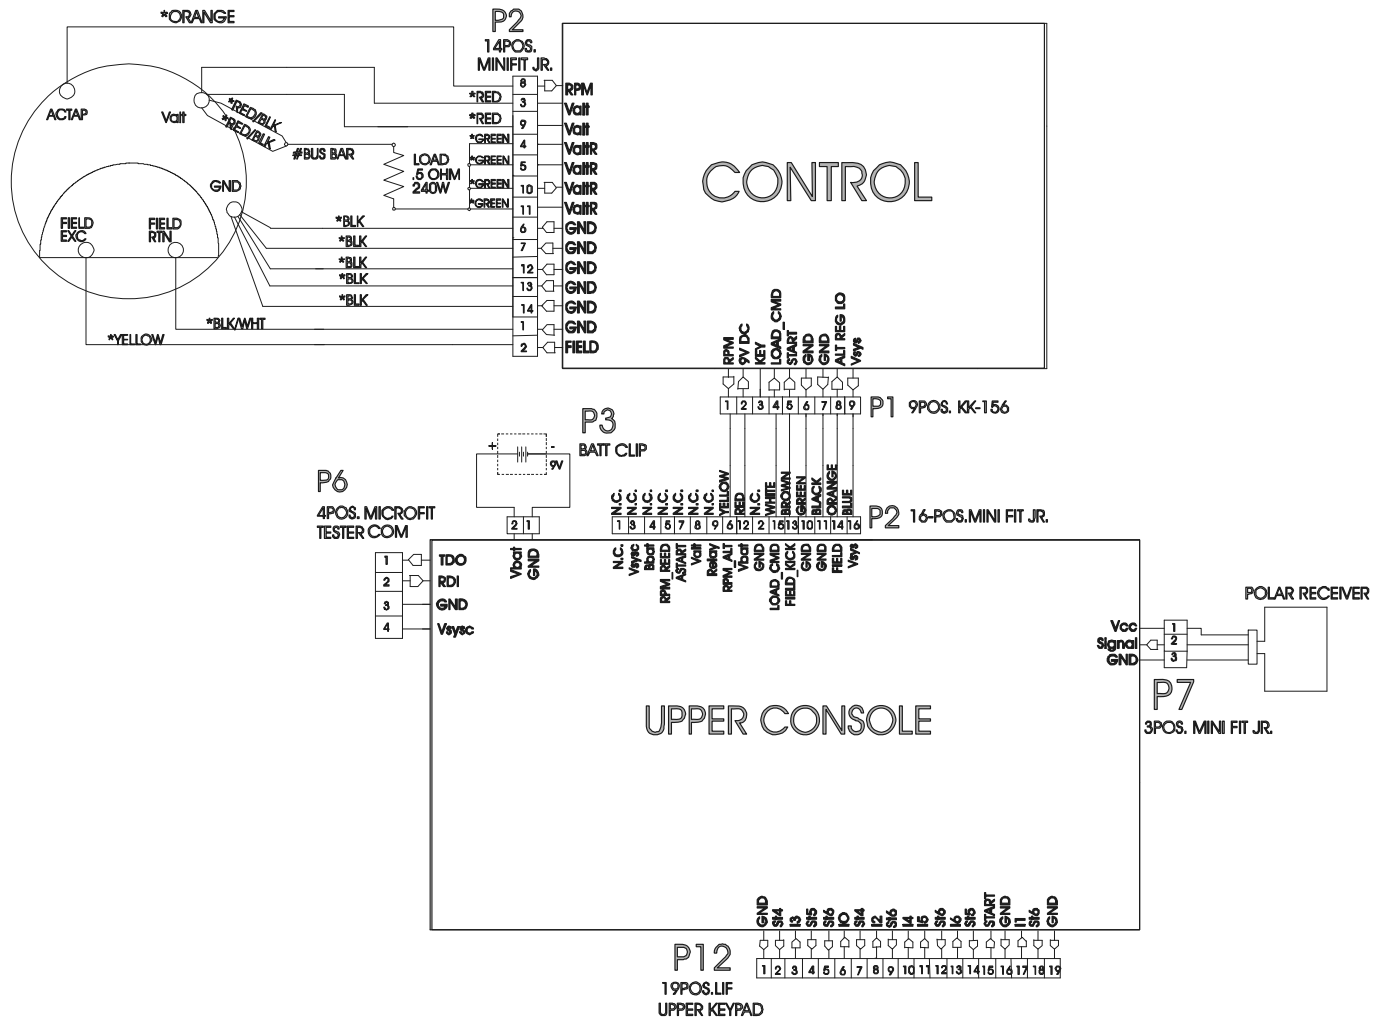 *ORANGE
P2
14POS.
MINIFIT JR.
8 RPM
*RED 3 Valt
*RED 9 Valt
*GREEN 4 ValtR
*GREEN 5 ValtR
*GREEN 10 ValtR
*GREEN 11 ValtR
*BLK 6 GND
*BLK 7 GND
*BLK 12 GND
*BLK 13 GND
*BLK 14 GND
*BLK/WHT 1 GND
*YELLOW 2 FIELD
ACTAP
Valt
*RED/BLK
*RED/BLK
#BUS BAR
LOAD
.5 OHM
240W
GND
FIELD
EXC
FIELD
RTN
CONTROL
RPM
9V DC
KEY
LOAD_CMD
START
GND
GND
ALT REG LO
Vsys
1 2 3 4 5 6 7 8 9
P1 9POS. KK-156
P3
BATT CLIP
+ -
9V
2 1
Vbat
GND
P6
4POS. MICROFIT
TESTER COM
1 TDO
2 RDI
3 GND
4 Vsysc
N.C.
N.C.
N.C.
N.C.
N.C.
N.C.
N.C.
YELLOW
RED
N.C.
WHITE
BROWN
GREEN
BLACK
ORANGE
BLUE
1 3 4 5 7 8 9 6 12 2 15 13 10 11 14 16
P2 16-POS.MINI FIT JR.
N.C.
Vsysc
Bbat
RPM_REED
ASTART
Valt
Relay
RPM_ALT
Vbat
GND
LOAD_CMD
FIELD_KICK
GND
GND
FIELD
Vsys
POLAR RECEIVER
Vcc 1
Signal 2
GND 3
P7
3POS. MINI FIT JR.
UPPER CONSOLE
GND
St4
I3
St5
St6
IO
St4
I2
St6
I4
I5
St6
I6
St5
START
GND
I1
St6
GND
1 2 3 4 5 6 7 8 9 10 11 12 13 14 15 16 17 18 19
P12
19POS.LIF
UPPER KEYPAD